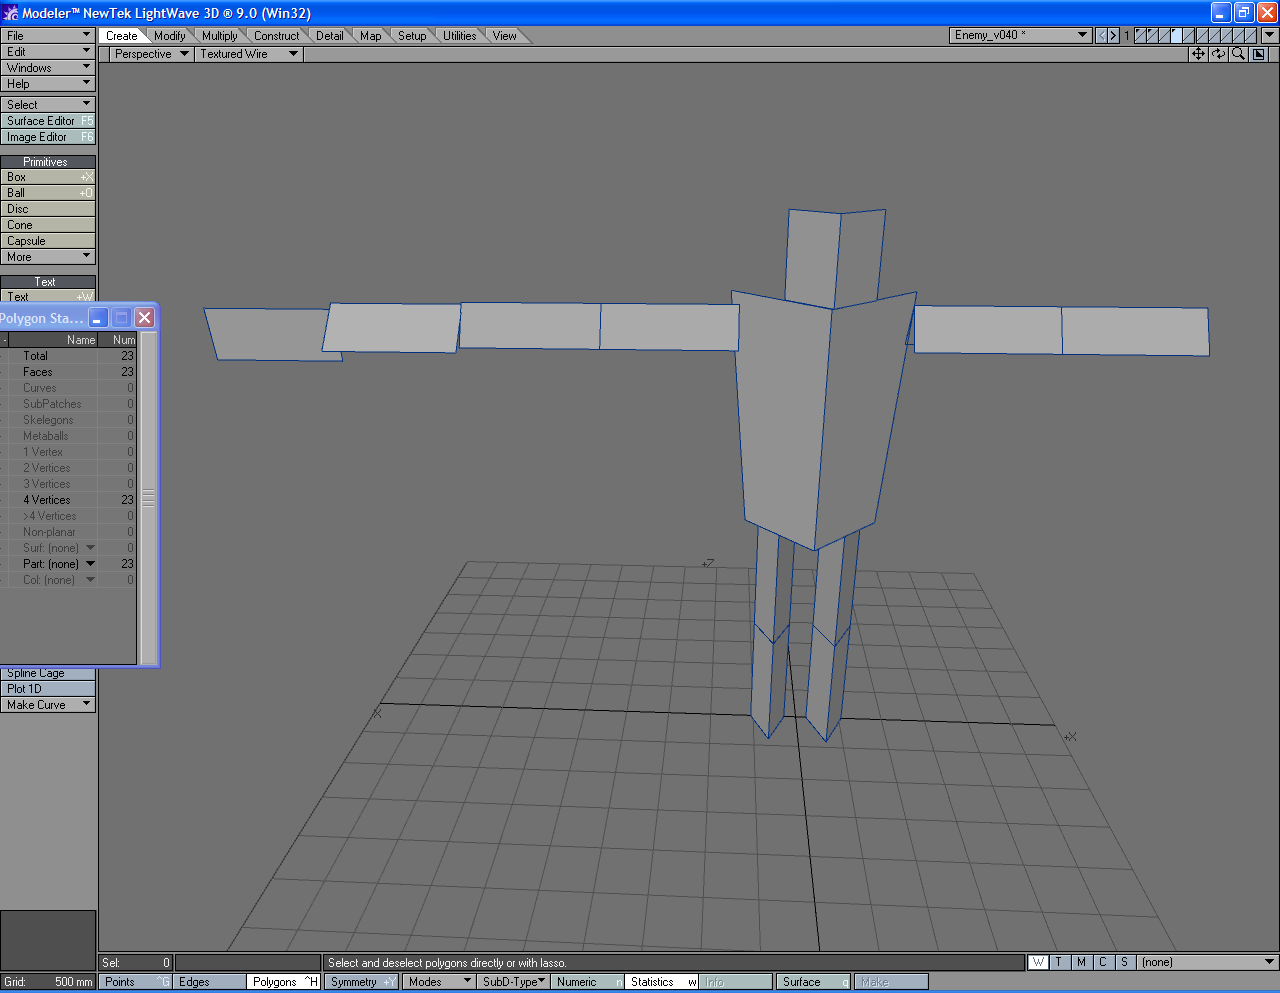 Modeler™ NewTek LightWave 3D ® 9.0 (Win32)
File
Create Modify Multiply Construct Detail Map Setup Utilities View
Enemy_v040 *
1
Edit
Perspective
Textured Wire
Windows
Help
Select
Surface Editor F5
Image Editor F6
Primitives
Box +X
Ball +O
Disc
Cone
Capsule
More
Text
Text +W
Polygon Sta...
- Name Num
Total 23
Faces 23
Curves 0
SubPatches 0
Skelegons 0
Metaballs 0
1 Vertex 0
2 Vertices 0
3 Vertices 0
4 Vertices 23
>4 Vertices 0
Non-planar 0
Surf: (none) 0
Part: (none) 23
Col: (none) 0
Spline Cage
Plot 1D
Make Curve
+Z
X
+X
Sel: 0
Select and deselect polygons directly or with lasso.
W T M C S (none)
Grid: 500 mm
Points ^G Edges Polygons ^H Symmetry +Y Modes SubD-Type Numeric n Statistics w Info Surface q Make